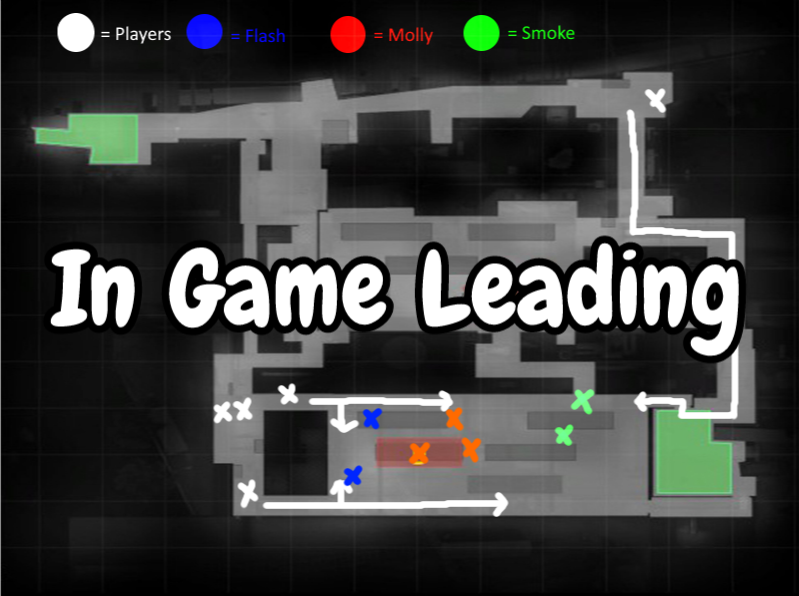 = Players = Flash = Molly = Smoke
In Game Leading